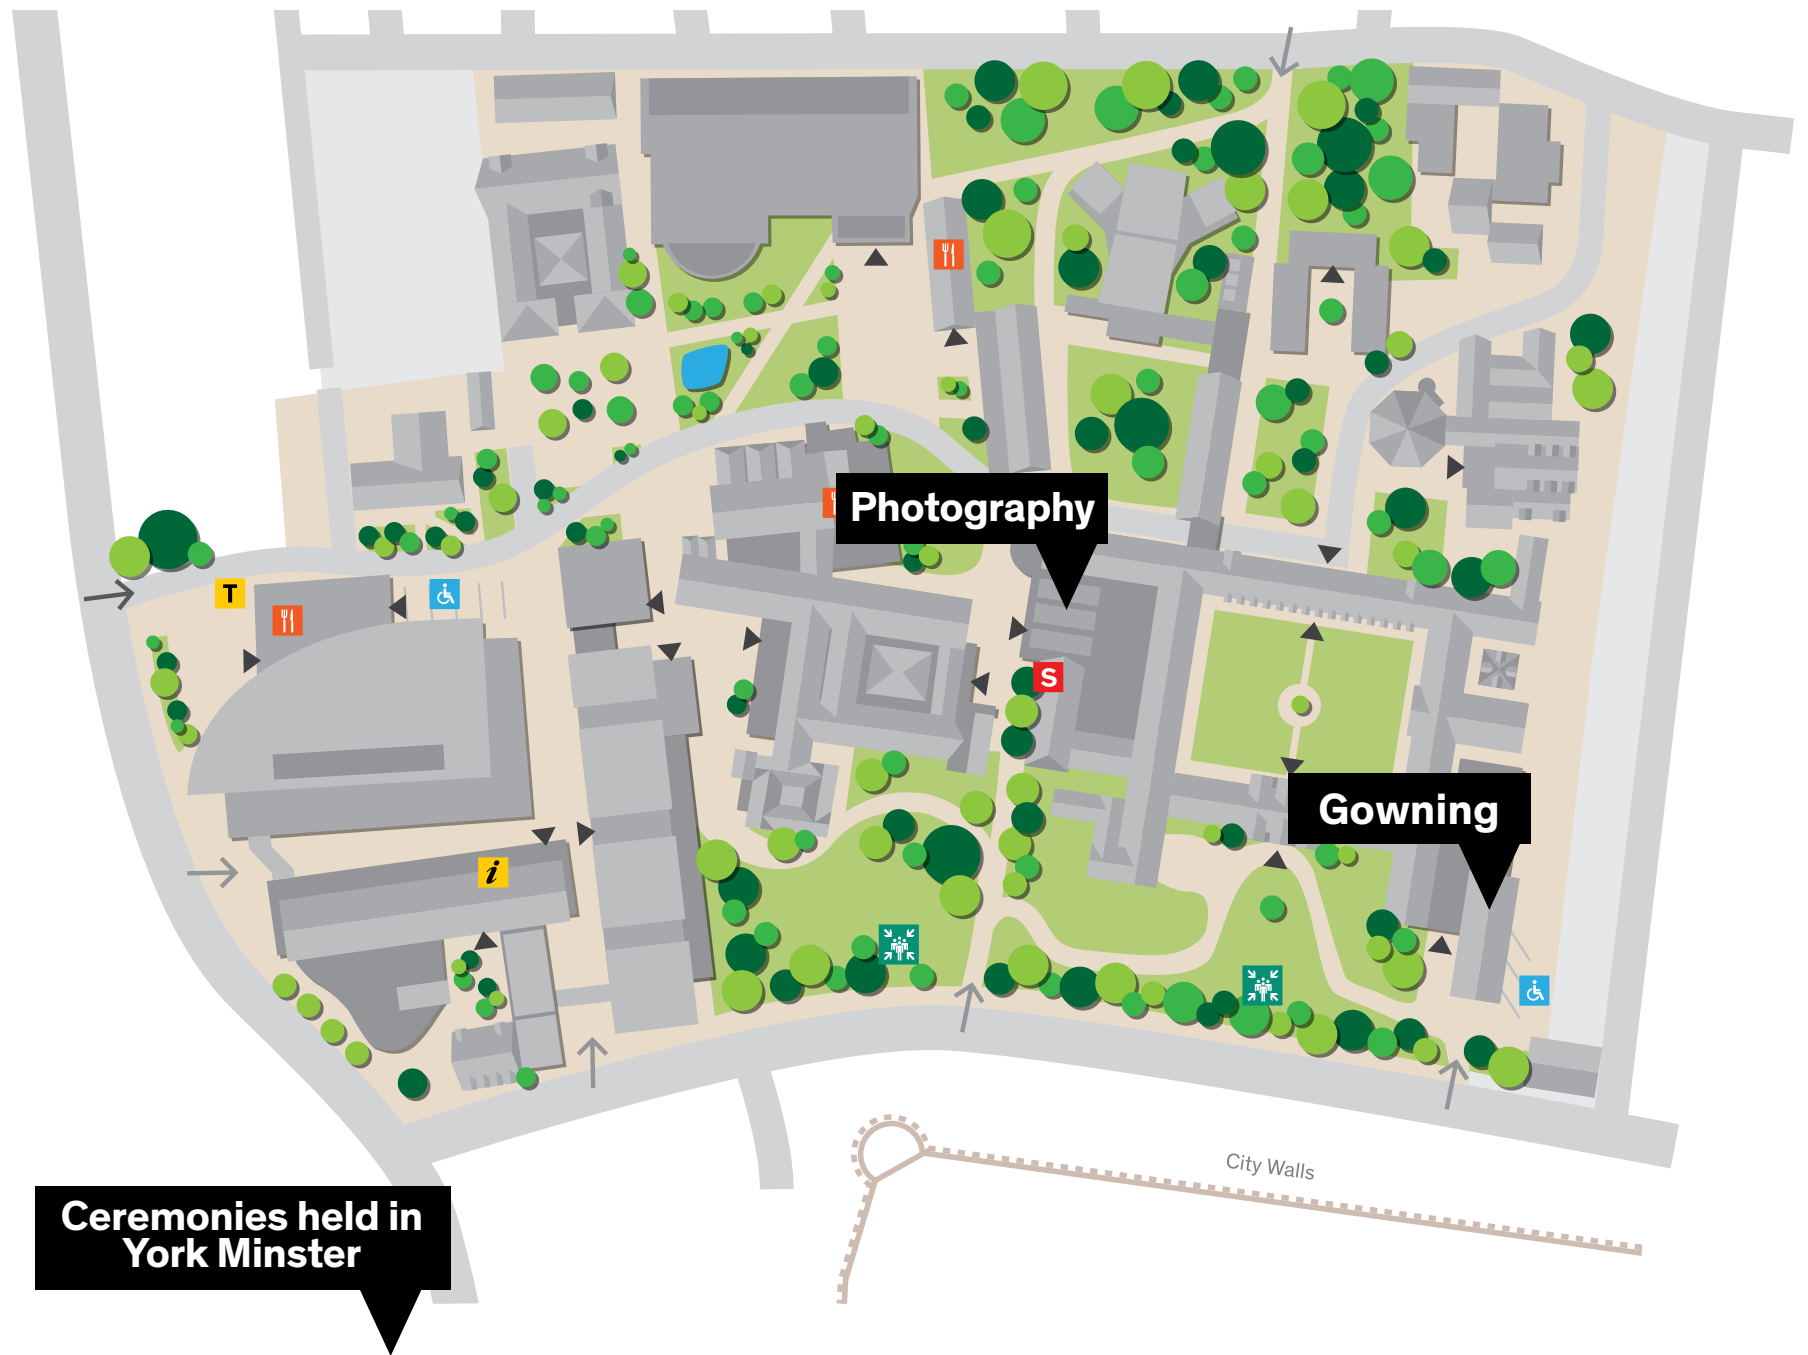 Photography
T
S
Gowning
i
City Walls
Ceremonies held in
York Minster